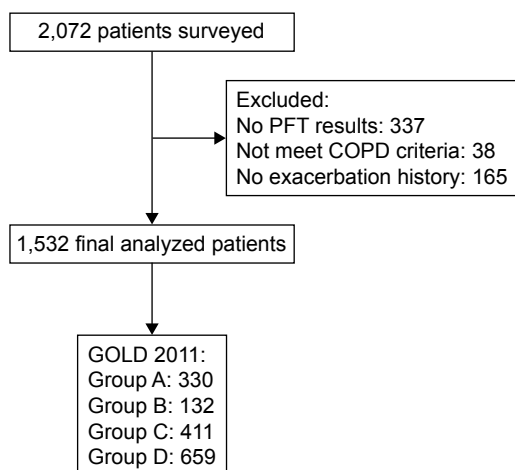 2,072 patients surveyed
Excluded:
No PFT results: 337
Not meet COPD criteria: 38
No exacerbation history: 165
1,532 final analyzed patients
GOLD 2011:
Group A: 330
Group B: 132
Group C: 411
Group D: 659